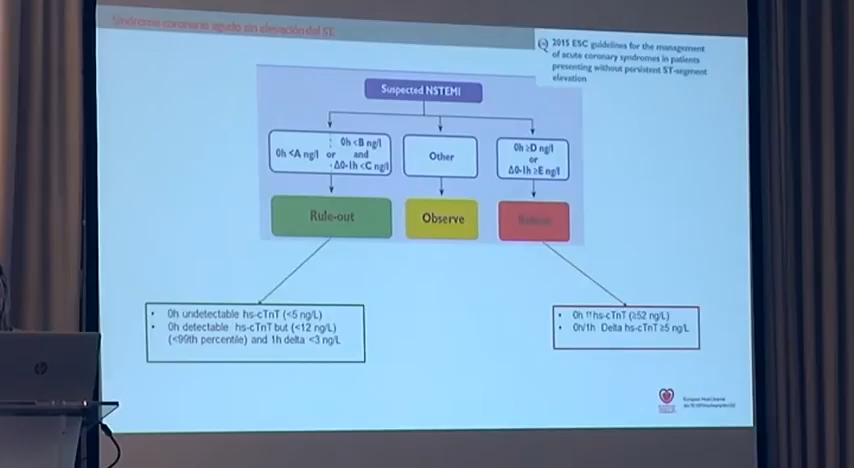 Síndrome coronario agudo sin elevación del ST
2015 ESC guidelines for the management
of acute coronary syndromes in patients
presenting without persistent ST-segment
elevation
Suspected NSTEMI
0h <A ng/l or
0h <B ng/l
and
Δ0-1h <C ng/l
Other
0h ≥D ng/l
or
Δ0-1h ≥E ng/l
Rule-out
Observe
• 0h undetectable hs-cTnT (<5 ng/L)
• 0h detectable hs-cTnT but (<12 ng/L)
(<99th percentile) and 1h delta <3 ng/L
• 0h ↑↑hs-cTnT (≥52 ng/L)
• 0h/1h Delta hs-cTnT ≥5 ng/L
European Heart Journal
hp